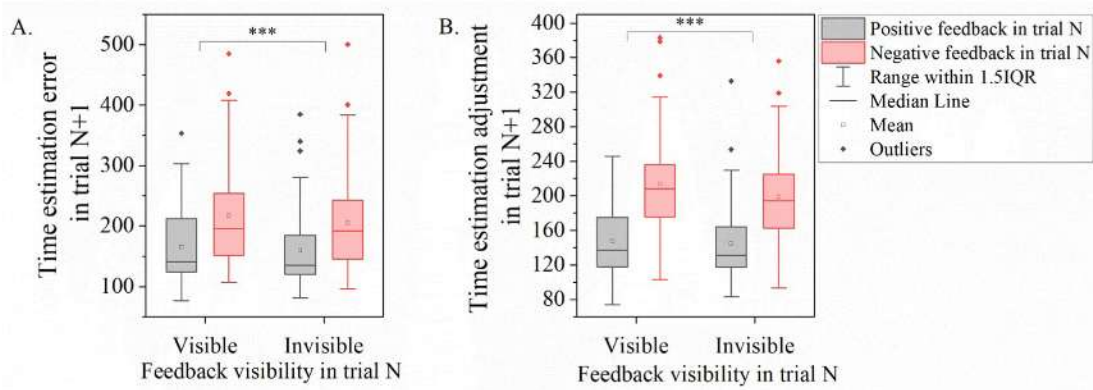 A.
Time estimation error
in trial N+1
500
400
300
200
100
***
Visible
Invisible
Feedback visibility in trial N
B.
Time estimation adjustment
in trial N+1
400
360
320
280
240
200
160
120
80
***
Visible
Invisible
Feedback visibility in trial N
Positive feedback in trial N
Negative feedback in trial N
Range within 1.5IQR
Median Line
Mean
Outliers